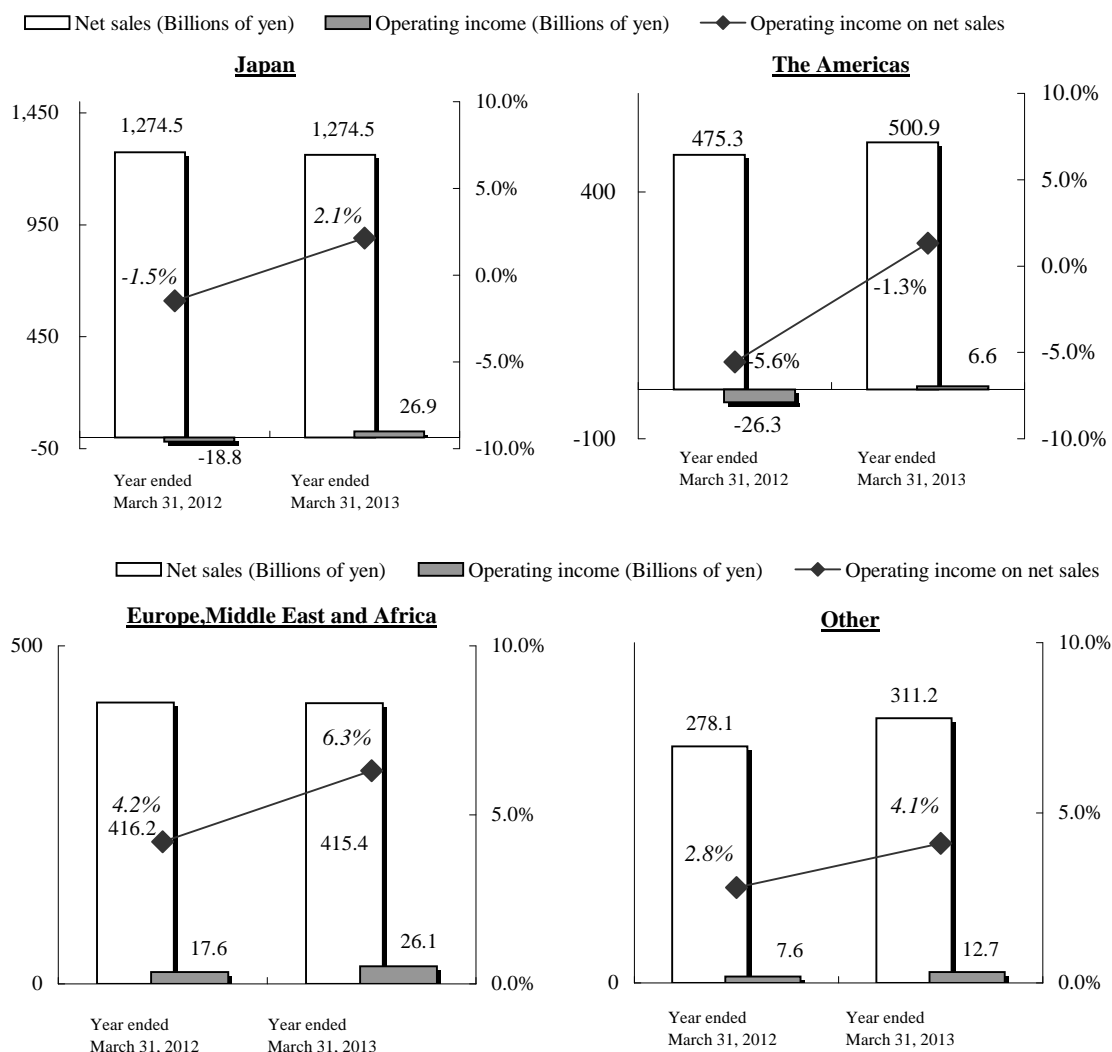 Net sales (Billions of yen) Operating income (Billions of yen) Operating income on net sales
Japan
1,450
950
450
-50
1,274.5
1,274.5
-1.5%
2.1%
-18.8
26.9
10.0%
5.0%
0.0%
-5.0%
-10.0%
Year ended
March 31, 2012
Year ended
March 31, 2013
The Americas
400
-100
475.3
500.9
-5.6%
-1.3%
-26.3
6.6
10.0%
5.0%
0.0%
-5.0%
-10.0%
Year ended
March 31, 2012
Year ended
March 31, 2013
Net sales (Billions of yen) Operating income (Billions of yen) Operating income on net sales
Europe,Middle East and Africa
500
0
4.2%
416.2
6.3%
415.4
17.6
26.1
10.0%
5.0%
0.0%
Year ended
March 31, 2012
Year ended
March 31, 2013
Other
0
278.1
311.2
2.8%
4.1%
7.6
12.7
10.0%
5.0%
0.0%
Year ended
March 31, 2012
Year ended
March 31, 2013